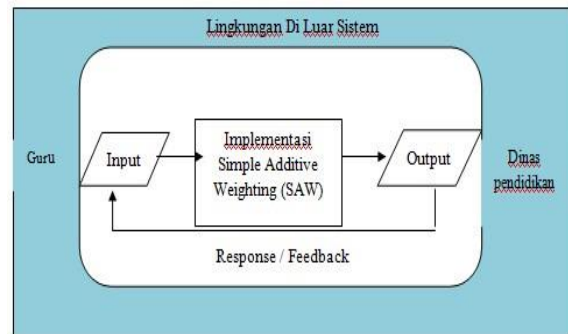 Lingkungan Di Luar Sistem
Guru
Input
Implementasi
Simple Additive
Weighting (SAW)
Output
Dinas
pendidikan
Response / Feedback